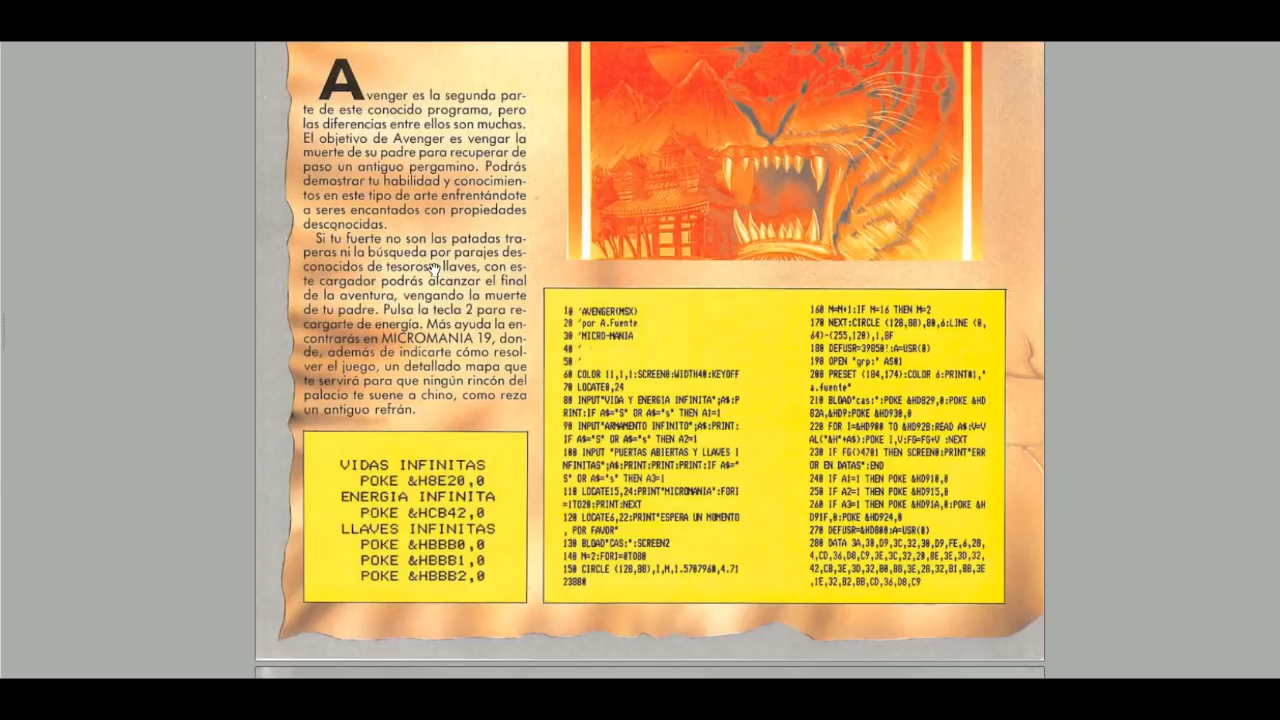 Avenger es la segunda par-
te de este conocido programa, pero
las diferencias entre ellos son muchas.
El objetivo de Avenger es vengar la
muerte de su padre para recuperar de
paso un antiguo pergamino. Podrás
demostrar tu habilidad y conocimien-
tos en este tipo de arte enfrentándote
a seres encantados con propiedades
desconocidas.
Si tu fuerte no son las patadas tra-
peras ni la búsqueda por parajes des-
conocidos de tesoros llaves, con es-
te cargador podrás alcanzar el final
de la aventura, vengando la muerte
de tu padre. Pulsa la tecla 2 para re-
cargarte de energía. Más ayuda la en-
contrarás en MICROMANIA 19, don-
de, además de indicarte cómo resol-
ver el juego, un detallado mapa que
te servirá para que ningún rincón del
palacio te suene a chino, como reza
un antiguo refrán.
VIDAS INFINITAS
POKE &H8E20,0
ENERGIA INFINITA
POKE &HCB42,0
LLAVES INFINITAS
POKE &HBBB0,0
POKE &HBBB1,0
POKE &HBBB2,0
10 'AVENGER(MSX)
20 'por A.Fuente
30 'MICRO-MANIA
40 '
50 '
60 COLOR 11,1,1:SCREEN0:WIDTH40:KEYOFF
70 LOCATE0,24
80 INPUT"VIDA Y ENERGIA INFINITA";A$:P
RINT:IF A$="S" OR A$="s" THEN A1=1
90 INPUT"ARMAMENTO INFINITO";A$:PRINT:
IF A$="S" OR A$="s" THEN A2=1
100 INPUT "PUERTAS ABIERTAS Y LLAVES I
NFINITAS";A$:PRINT:PRINT:PRINT:IF A$="
S" OR A$="s" THEN A3=1
110 LOCATE15,24:PRINT"MICROMANIA":FORI
=1TO20:PRINT:NEXT
120 LOCATE6,22:PRINT"ESPERA UN MOMENTO
, POR FAVOR"
130 BLOAD"CAS:":SCREEN2
140 M=2:FORI=0TO80
150 CIRCLE (128,88),I,M,1.5707960,4.71
23880
160 M=M+1:IF M=16 THEN M=2
170 NEXT:CIRCLE (128,88),80,6:LINE (0,
64)-(255,120),1,BF
180 DEFUSR=39850!:A=USR(0)
190 OPEN "grp:" AS#1
200 PRESET (184,174):COLOR 6:PRINT#1,"
a.fuente"
210 BLOAD"cas:":POKE &HD829,0:POKE &HD
82A,&HD9:POKE &HD930,0
220 FOR I=&HD900 TO &HD92B:READ A$:V=V
AL("&H"+A$):POKE I,V:FG=FG+V :NEXT
230 IF FG<>4701 THEN SCREEN0:PRINT"ERR
OR EN DATAS":END
240 IF A1=1 THEN POKE &HD910,0
250 IF A2=1 THEN POKE &HD915,0
260 IF A3=1 THEN POKE &HD91A,0:POKE &H
D91F,0:POKE &HD924,0
270 DEFUSR=&HD800:A=USR(0)
280 DATA 3A,30,D9,3C,32,30,D9,FE,6,28,
4,CD,36,D8,C9,3E,3C,32,20,8E,3E,3D,32,
42,CB,3E,3D,32,B0,BB,3E,28,32,B1,BB,3E
,1E,32,B2,BB,CD,36,D8,C9